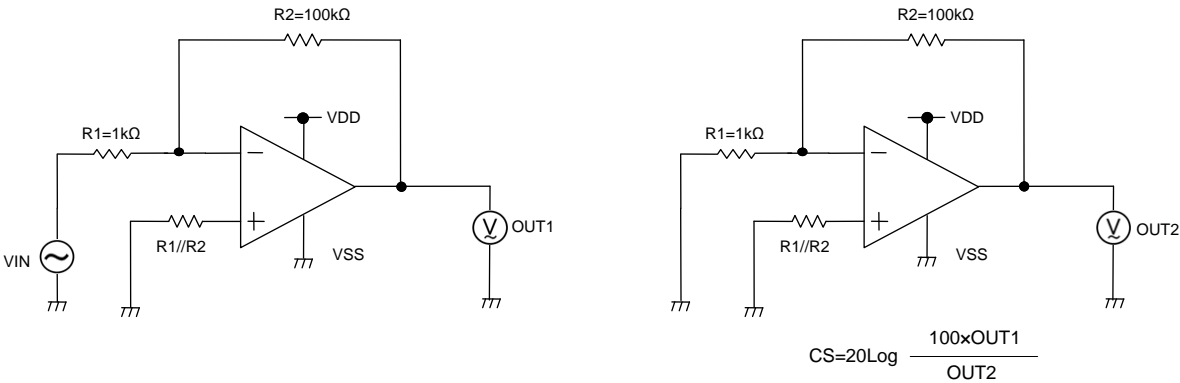 R2=100kΩ
VDD
R1=1kΩ
R1//R2
VSS
VIN
V
OUT1
R2=100kΩ
VDD
R1=1kΩ
R1//R2
VSS
V
OUT2
CS=20Log 100×OUT1
OUT2